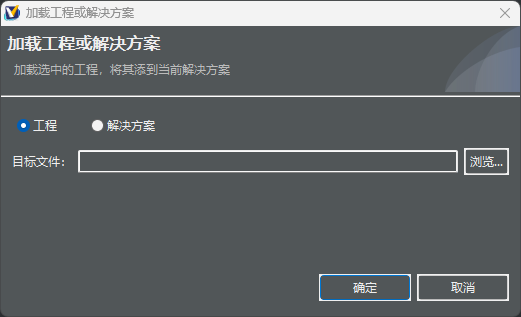 加载工程或解决方案
加载工程或解决方案
加载选中的工程，将其添到当前解决方案
工程 解决方案
目标文件： 浏览...
确定 取消